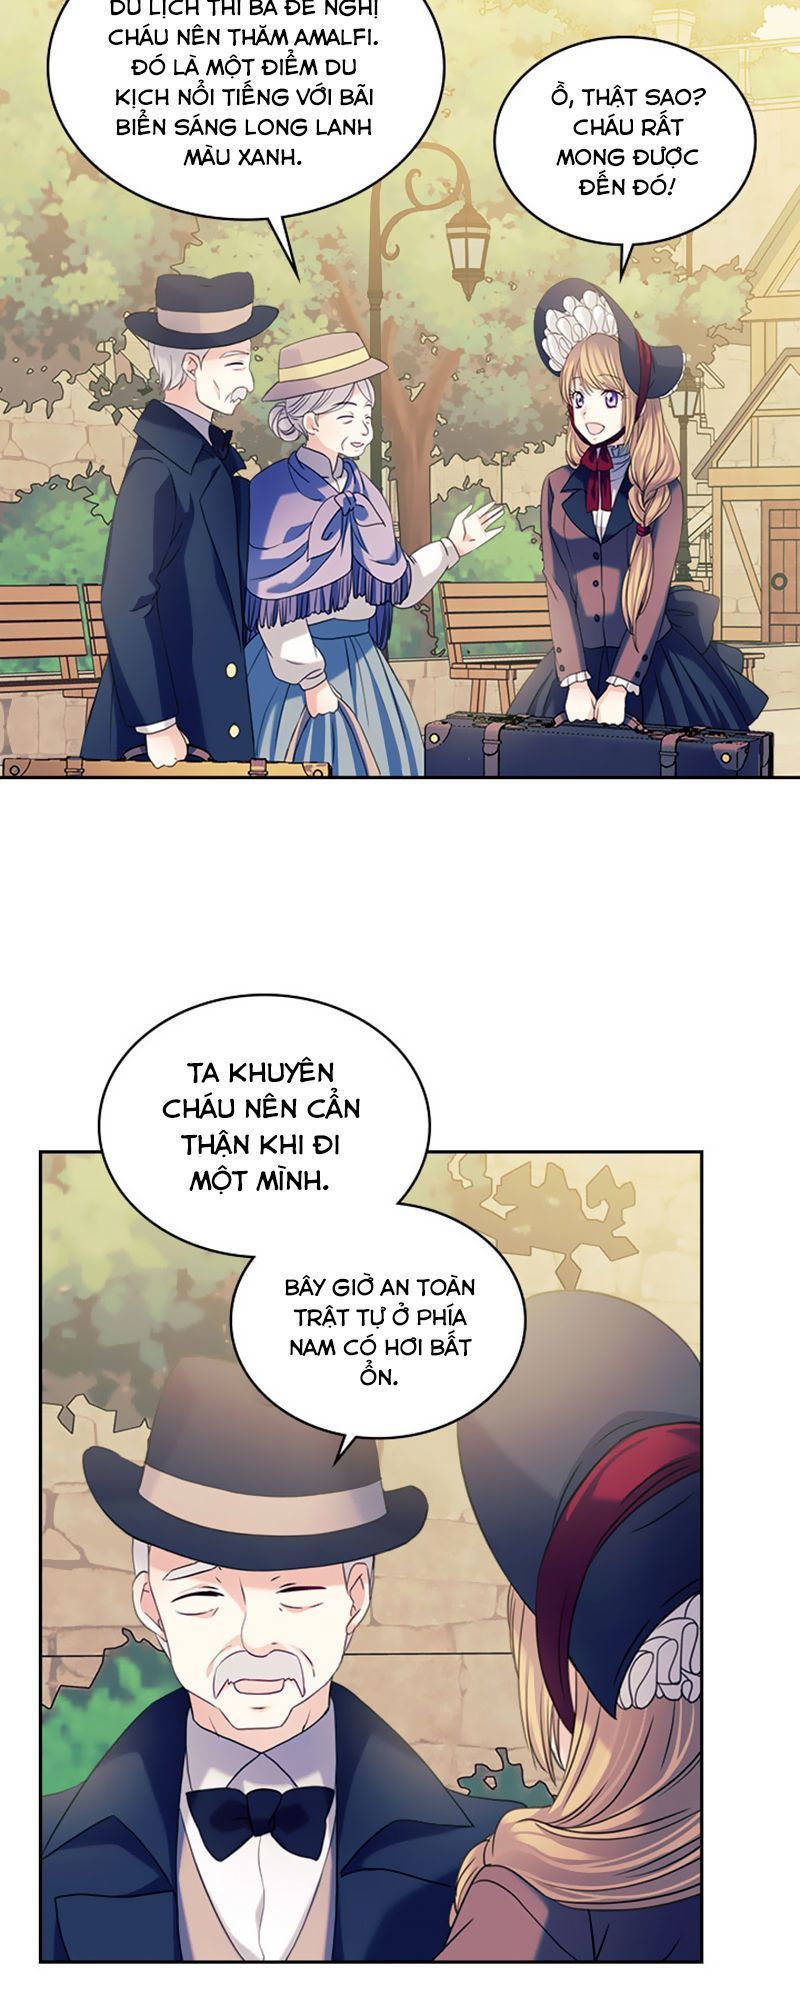 DU LỊCH THÌ BÀ ĐỀ NGHỊ
CHÁU NÊN THĂM AMALFI.
ĐÓ LÀ MỘT ĐIỂM DU
KỊCH NỔI TIẾNG VỚI BÃI
BIỂN SÁNG LONG LANH
MÀU XANH.
Ồ, THẬT SAO?
CHÁU RẤT
MONG ĐƯỢC
ĐẾN ĐÓ!
TA KHUYÊN
CHÁU NÊN CẨN
THẬN KHI ĐI
MỘT MÌNH.
BÂY GIỜ AN TOÀN
TRẬT TỰ Ở PHÍA
NAM CÓ HƠI BẤT
ỔN.